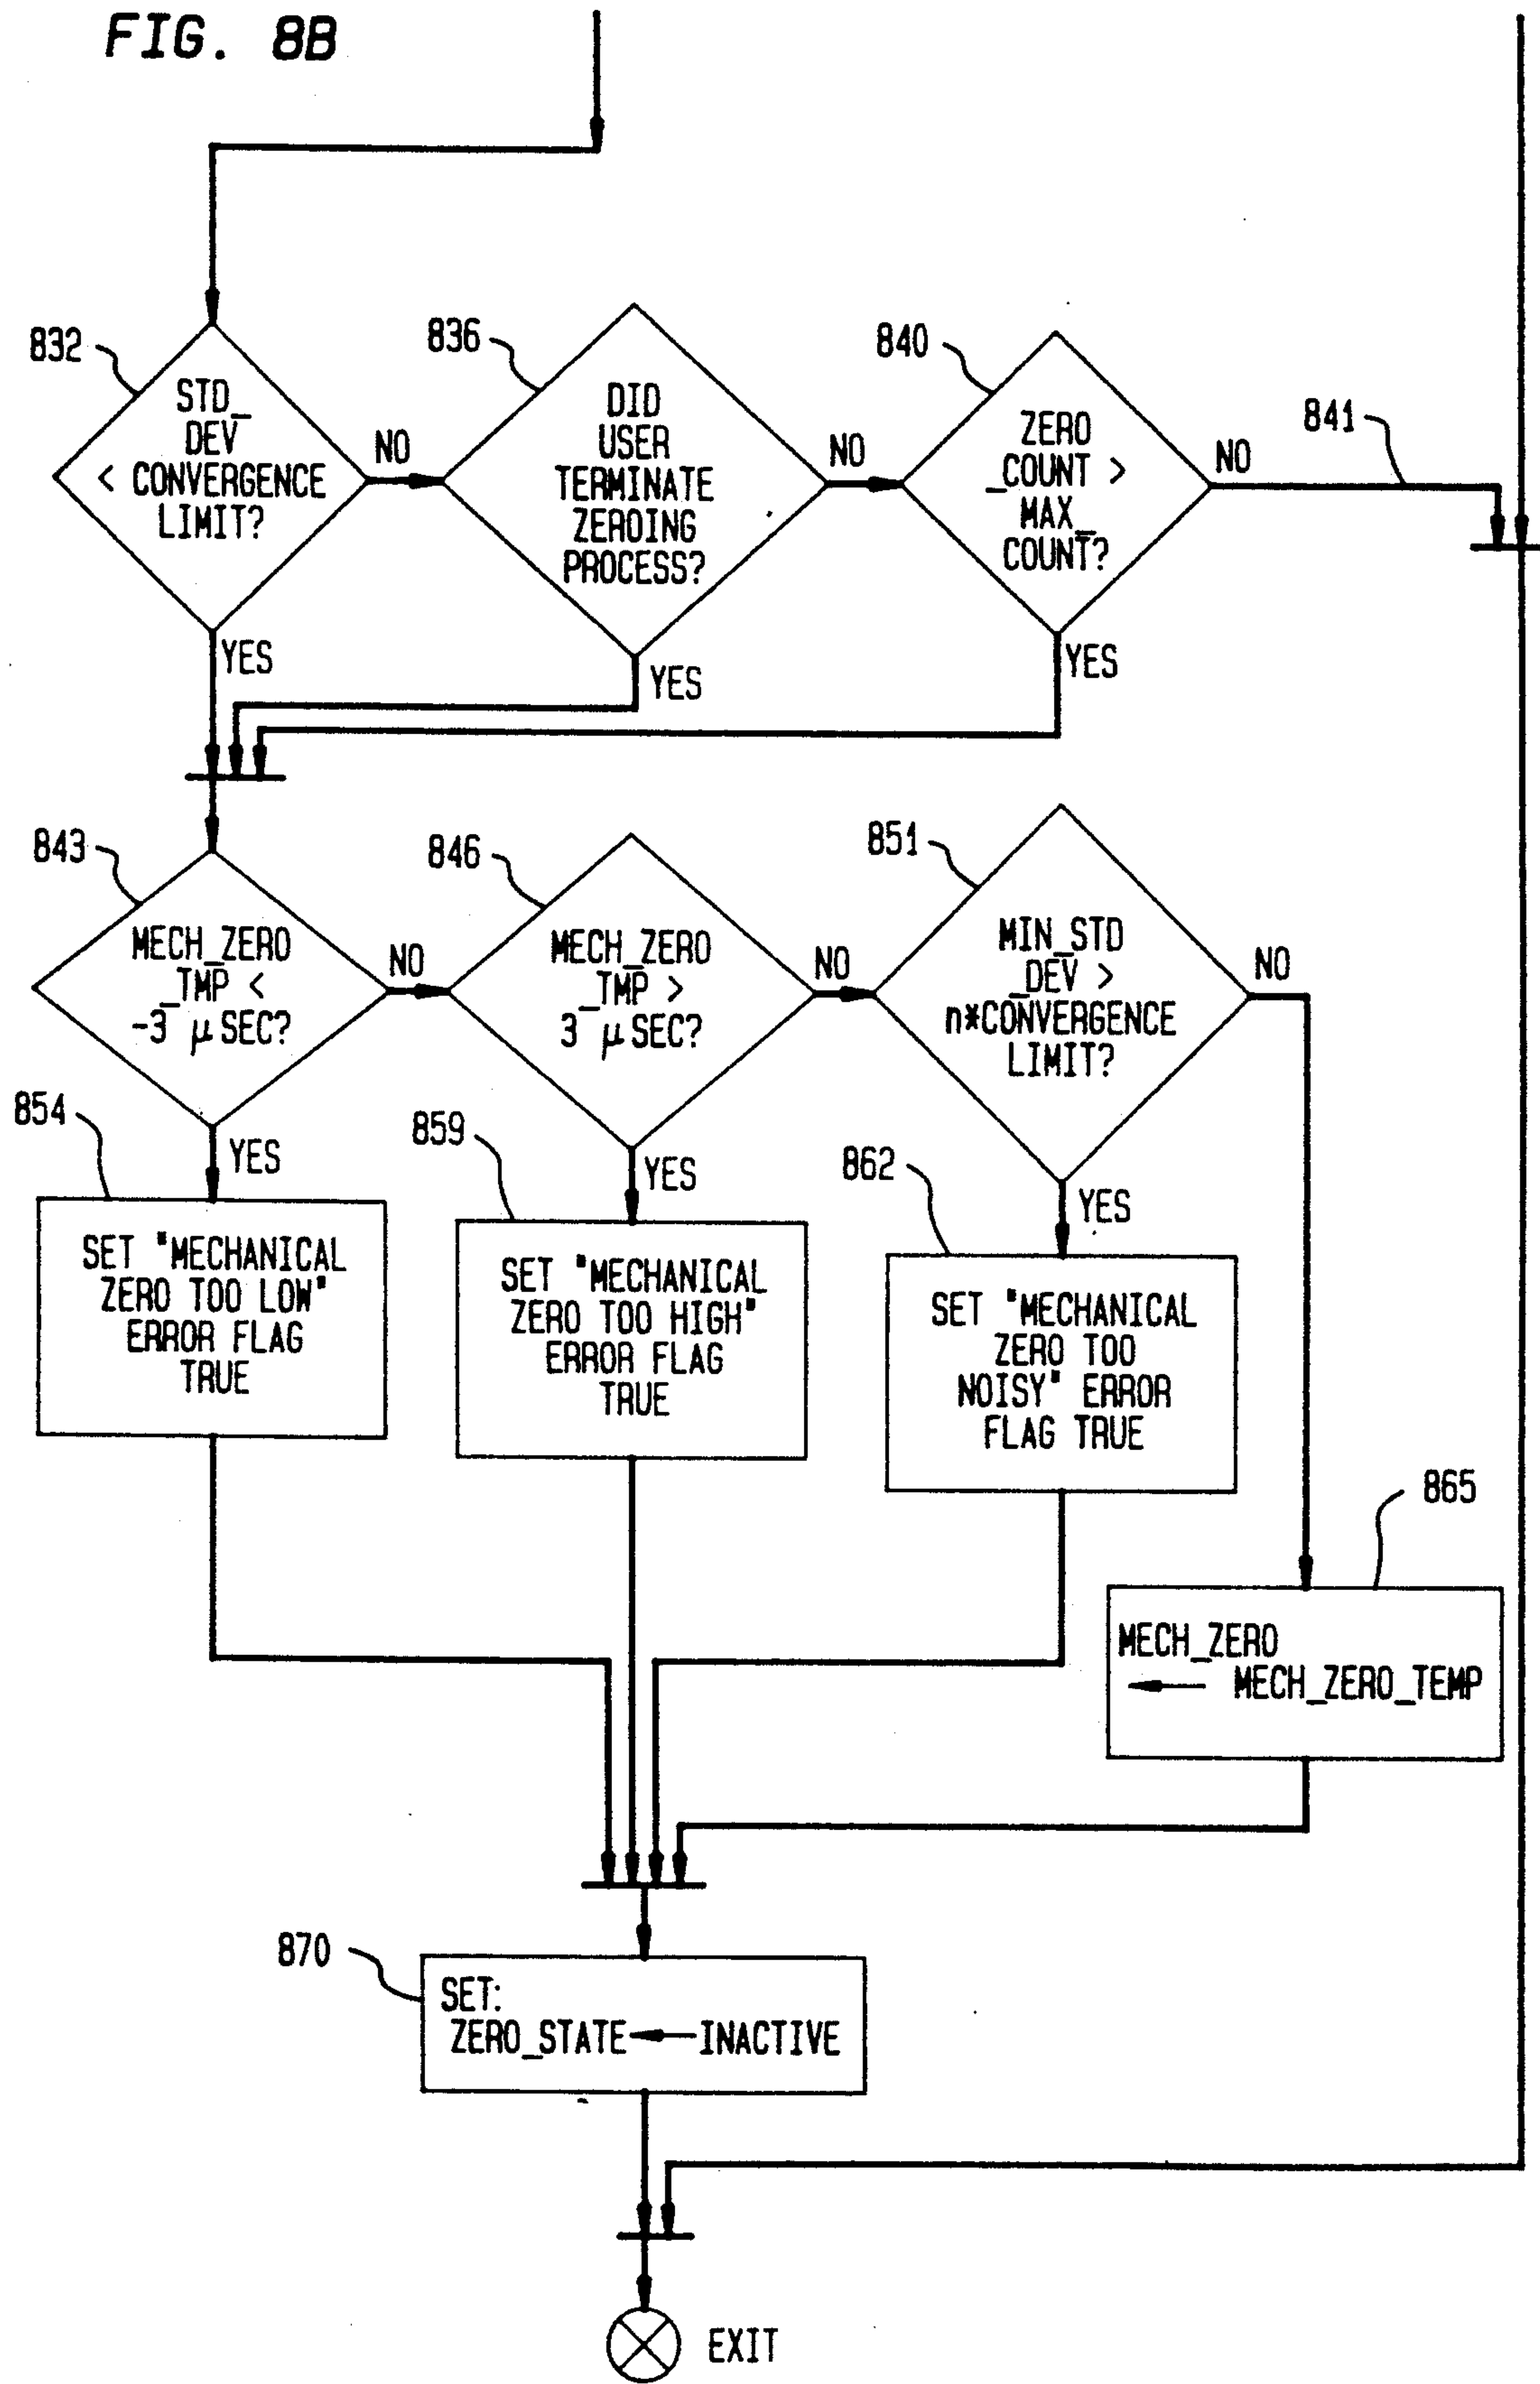 FIG. 8B
832
STD_
DEV
< CONVERGENCE
LIMIT?
NO
YES
836
DID
USER
TERMINATE
ZEROING
PROCESS?
NO
YES
840
ZERO
_COUNT >
MAX_
COUNT?
NO
YES
841
843
MECH_ZERO
_TMP <
-3 μSEC?
NO
YES
846
MECH_ZERO
_TMP >
3 μSEC?
NO
YES
851
MIN_STD
_DEV >
n*CONVERGENCE
LIMIT?
NO
YES
854
SET "MECHANICAL
ZERO TOO LOW"
ERROR FLAG
TRUE
859
SET "MECHANICAL
ZERO TOO HIGH"
ERROR FLAG
TRUE
862
SET "MECHANICAL
ZERO TOO
NOISY" ERROR
FLAG TRUE
865
MECH_ZERO
← MECH_ZERO_TEMP
870
SET:
ZERO_STATE ← INACTIVE
EXIT